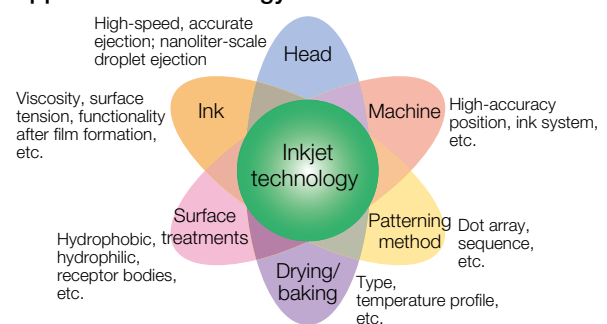 High-speed, accurate
ejection; nanoliter-scale
droplet ejection
Head
Ink
Viscosity, surface
tension, functionality
after film formation,
etc.
Machine
High-accuracy
position, ink system,
etc.
Inkjet
technology
Surface
treatments
Hydrophobic,
hydrophilic,
receptor bodies,
etc.
Patterning
method
Dot array,
sequence,
etc.
Drying/
baking
Type,
temperature profile,
etc.